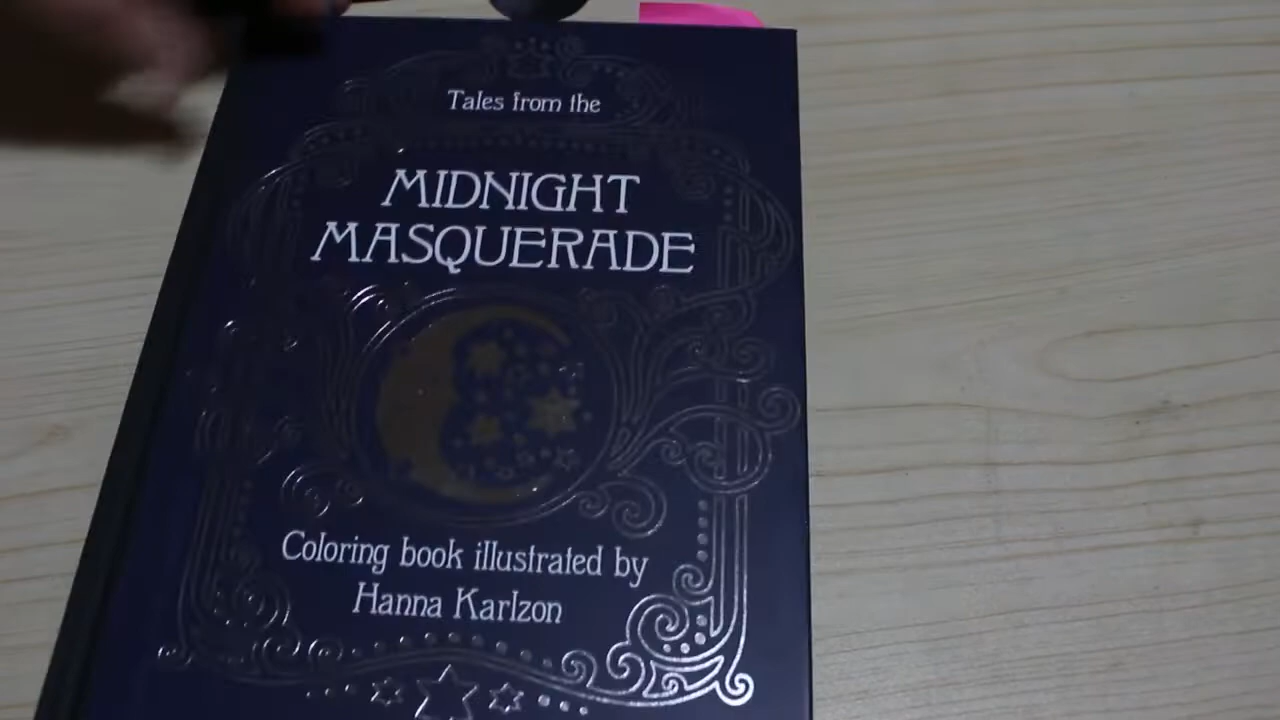 Tales from the
MIDNIGHT
MASQUERADE
Coloring book illustrated by
Hanna Karlzon